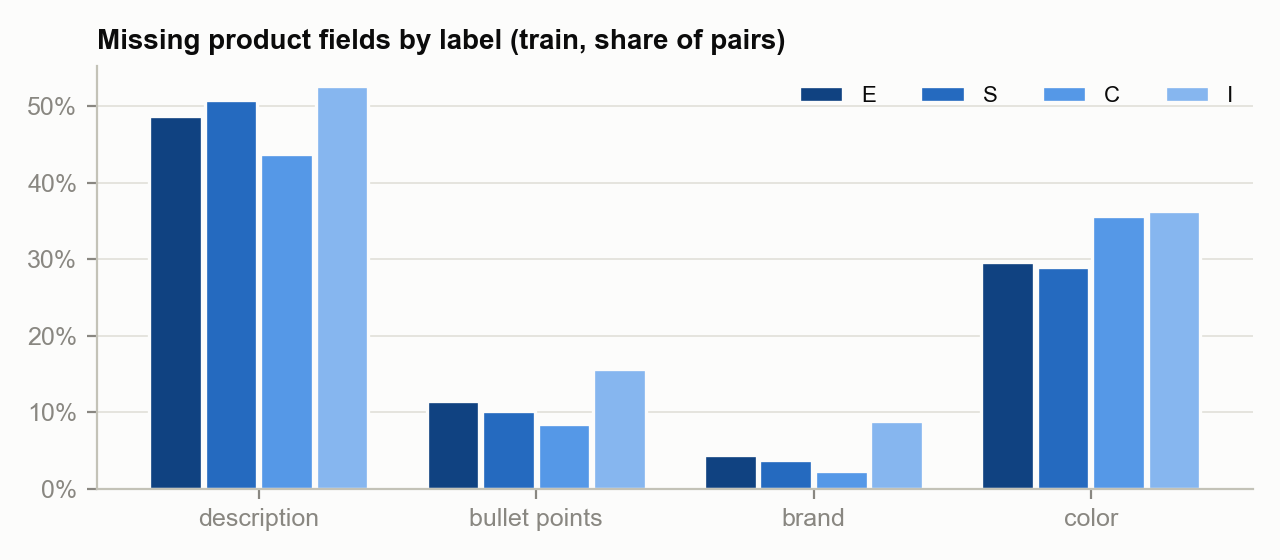 Missing product fields by label (train, share of pairs)
E S C I
50%
40%
30%
20%
10%
0%
description bullet points brand color